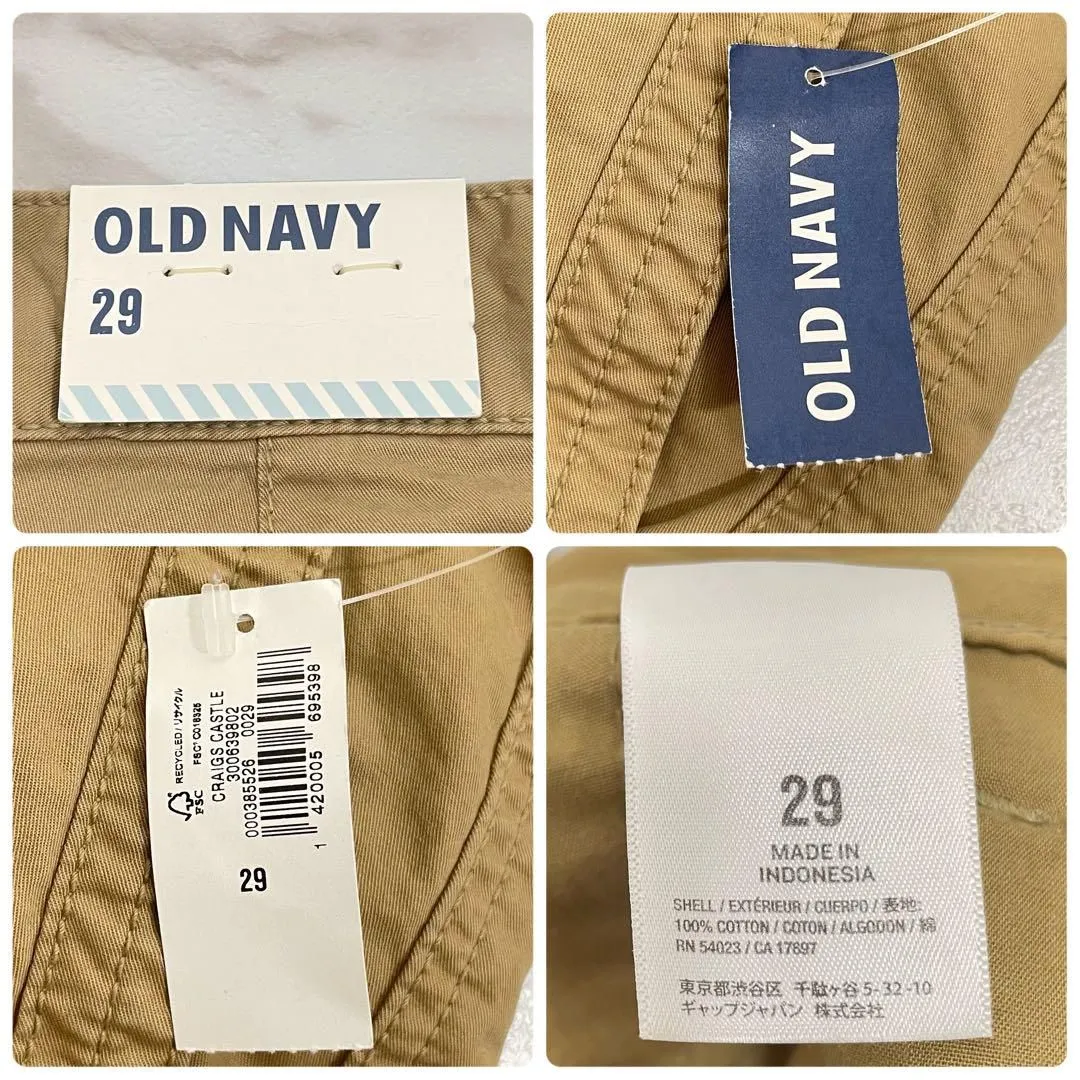 OLD NAVY
29
OLD NAVY
RECYCLED / リサイクル
FSC
FSC® C018325
CRAIGS CASTLE
300639802
000385526 0029
1 420005 695398
29
29
MADE IN
INDONESIA
SHELL / EXTÉRIEUR / CUERPO / 表地:
100% COTTON / COTON / ALGODON / 綿
RN 54023 / CA 17897
東京都渋谷区 千駄ヶ谷 5-32-10
ギャップジャパン 株式会社